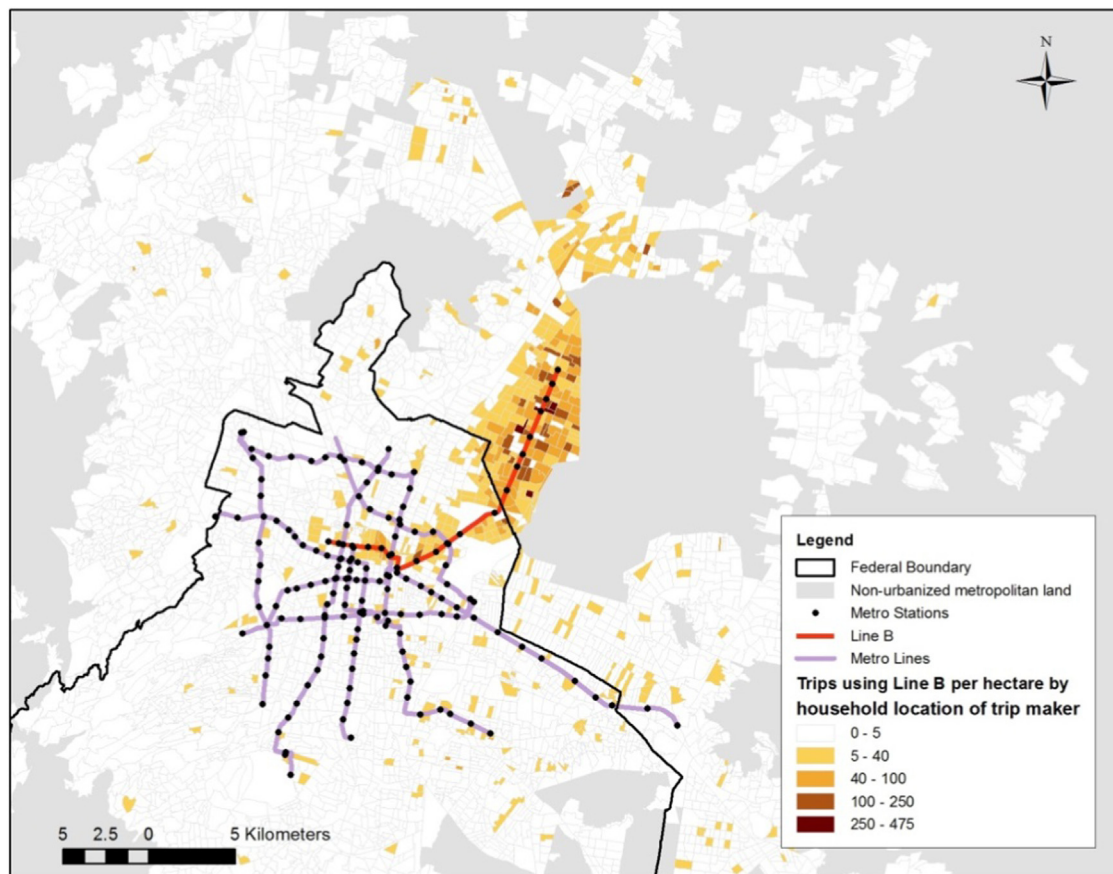 N
Legend
Federal Boundary
Non-urbanized metropolitan land
Metro Stations
Line B
Metro Lines
Trips using Line B per hectare by
household location of trip maker
0 - 5
5 - 40
40 - 100
100 - 250
250 - 475
5 2.5 0 5 Kilometers